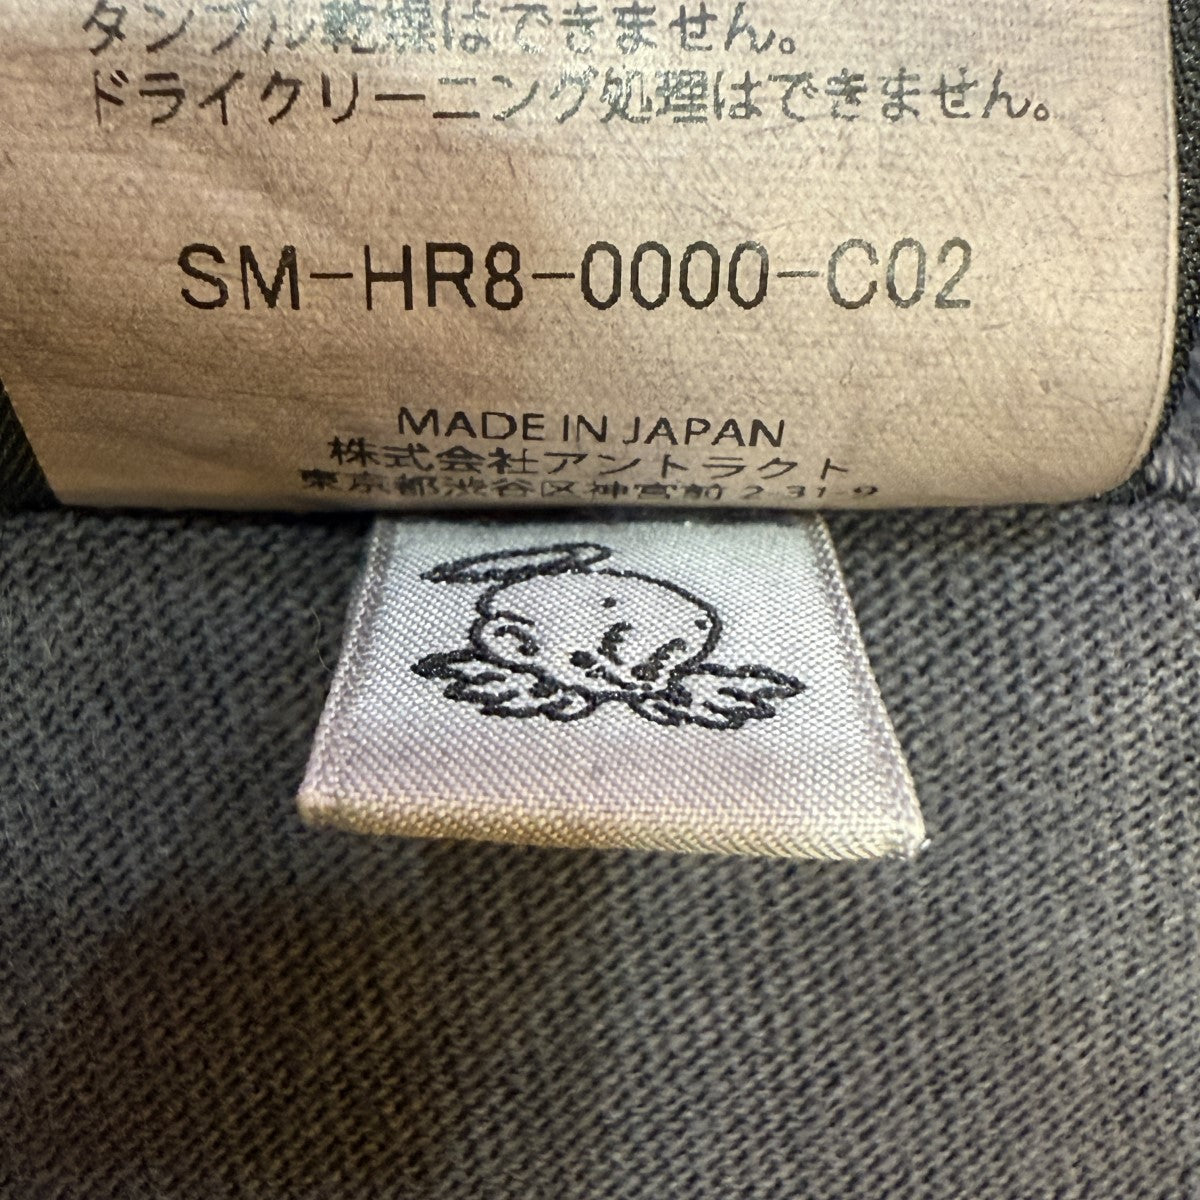 タンブル乾燥はできません。
ドライクリーニング処理はできません。
SM-HR8-0000-C02
MADE IN JAPAN
株式会社アントラクト
東京都渋谷区神宮前 2-31-9